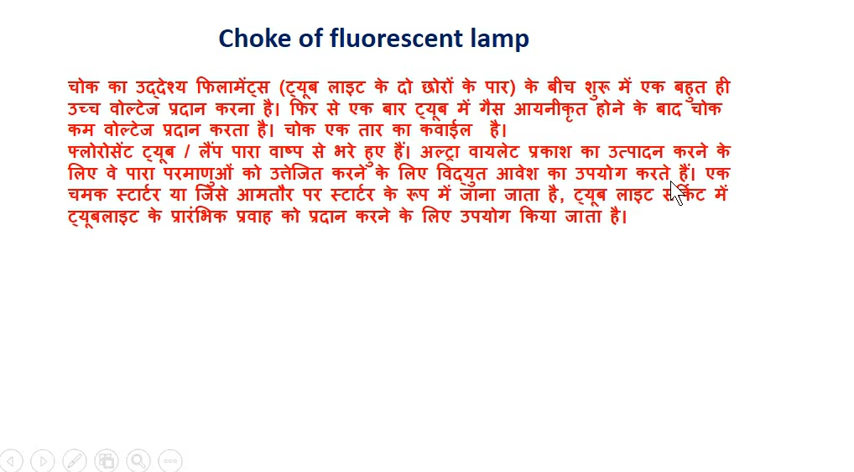 Choke of fluorescent lamp
चोक का उद्देश्य फिलामेंट्स (ट्यूब लाइट के दो छोरों के पार) के बीच शुरू में एक बहुत ही
उच्च वोल्टेज प्रदान करना है। फिर से एक बार ट्यूब में गैस आयनीकृत होने के बाद चोक
कम वोल्टेज प्रदान करता है। चोक एक तार का कवाईल है।
फ्लोरोसेंट ट्यूब / लैंप पारा वाष्प से भरे हुए हैं। अल्ट्रा वायलेट प्रकाश का उत्पादन करने के
लिए वे पारा परमाणुओं को उत्तेजित करने के लिए विद्युत आवेश का उपयोग करते हैं। एक
चमक स्टार्टर या जिसे आमतौर पर स्टार्टर के रूप में जाना जाता है, ट्यूब लाइट सर्किट में
ट्यूबलाइट के प्रारंभिक प्रवाह को प्रदान करने के लिए उपयोग किया जाता है।